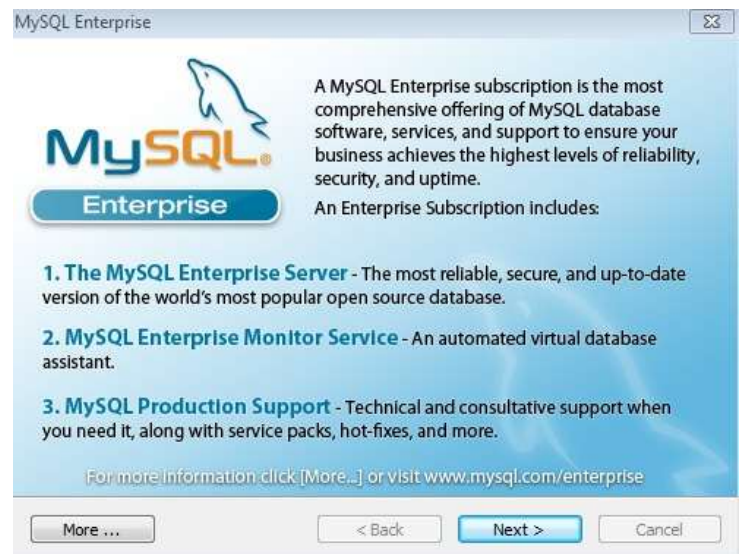 MySQL Enterprise
MySQL®
Enterprise
A MySQL Enterprise subscription is the most
comprehensive offering of MySQL database
software, services, and support to ensure your
business achieves the highest levels of reliability,
security, and uptime.
An Enterprise Subscription includes:
1. The MySQL Enterprise Server - The most reliable, secure, and up-to-date
version of the world's most popular open source database.
2. MySQL Enterprise Monitor Service - An automated virtual database
assistant.
3. MySQL Production Support - Technical and consultative support when
you need it, along with service packs, hot-fixes, and more.
For more information click [More...] or visit www.mysql.com/enterprise
More ...
< Back
Next >
Cancel